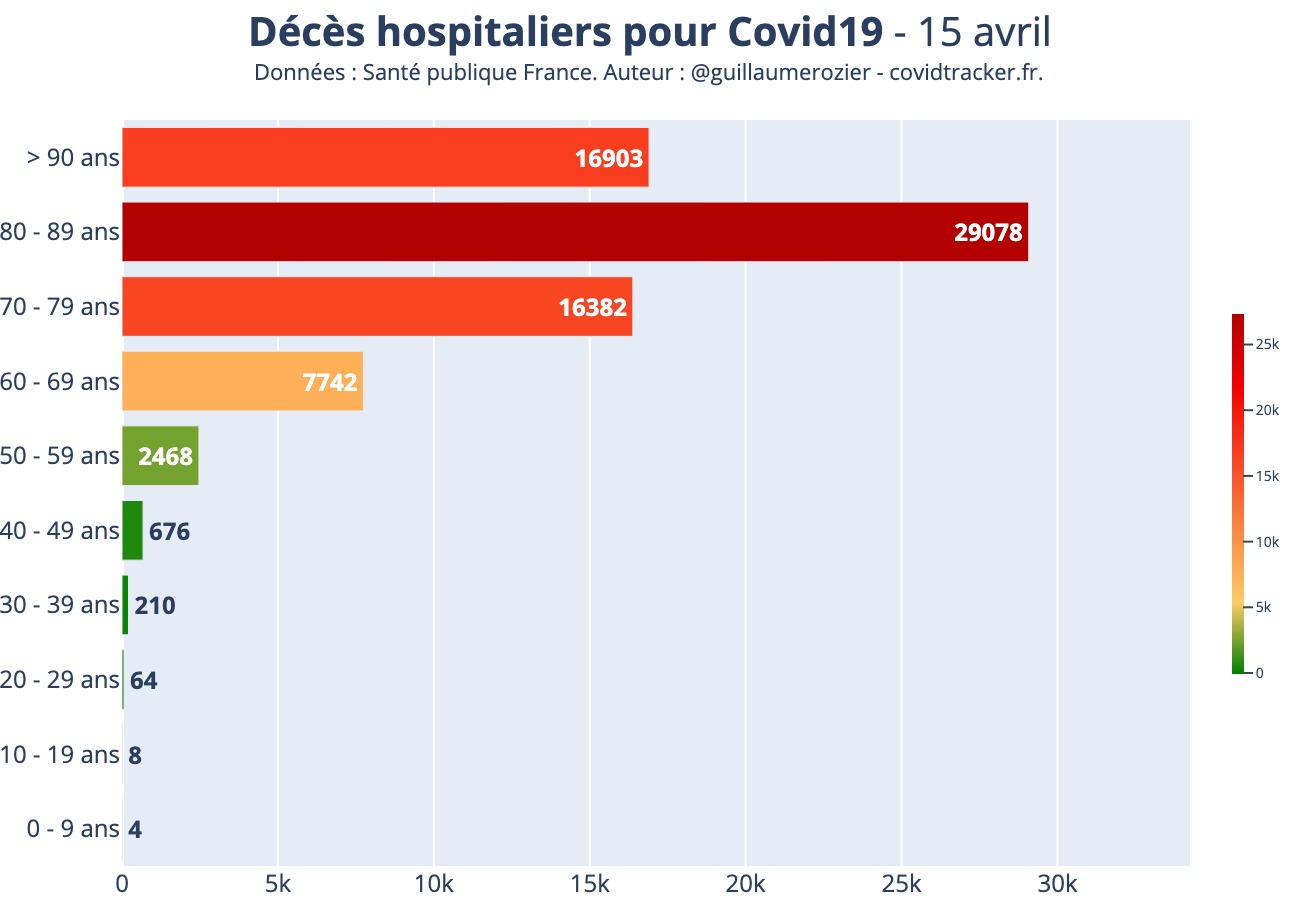 Décès hospitaliers pour Covid19 - 15 avril
Données : Santé publique France. Auteur : @guillaumerozier - covidtracker.fr.
> 90 ans 16903
80 - 89 ans 29078
70 - 79 ans 16382
60 - 69 ans 7742
50 - 59 ans 2468
40 - 49 ans 676
30 - 39 ans 210
20 - 29 ans 64
10 - 19 ans 8
0 - 9 ans 4
0 5k 10k 15k 20k 25k 30k
25k
20k
15k
10k
5k
0